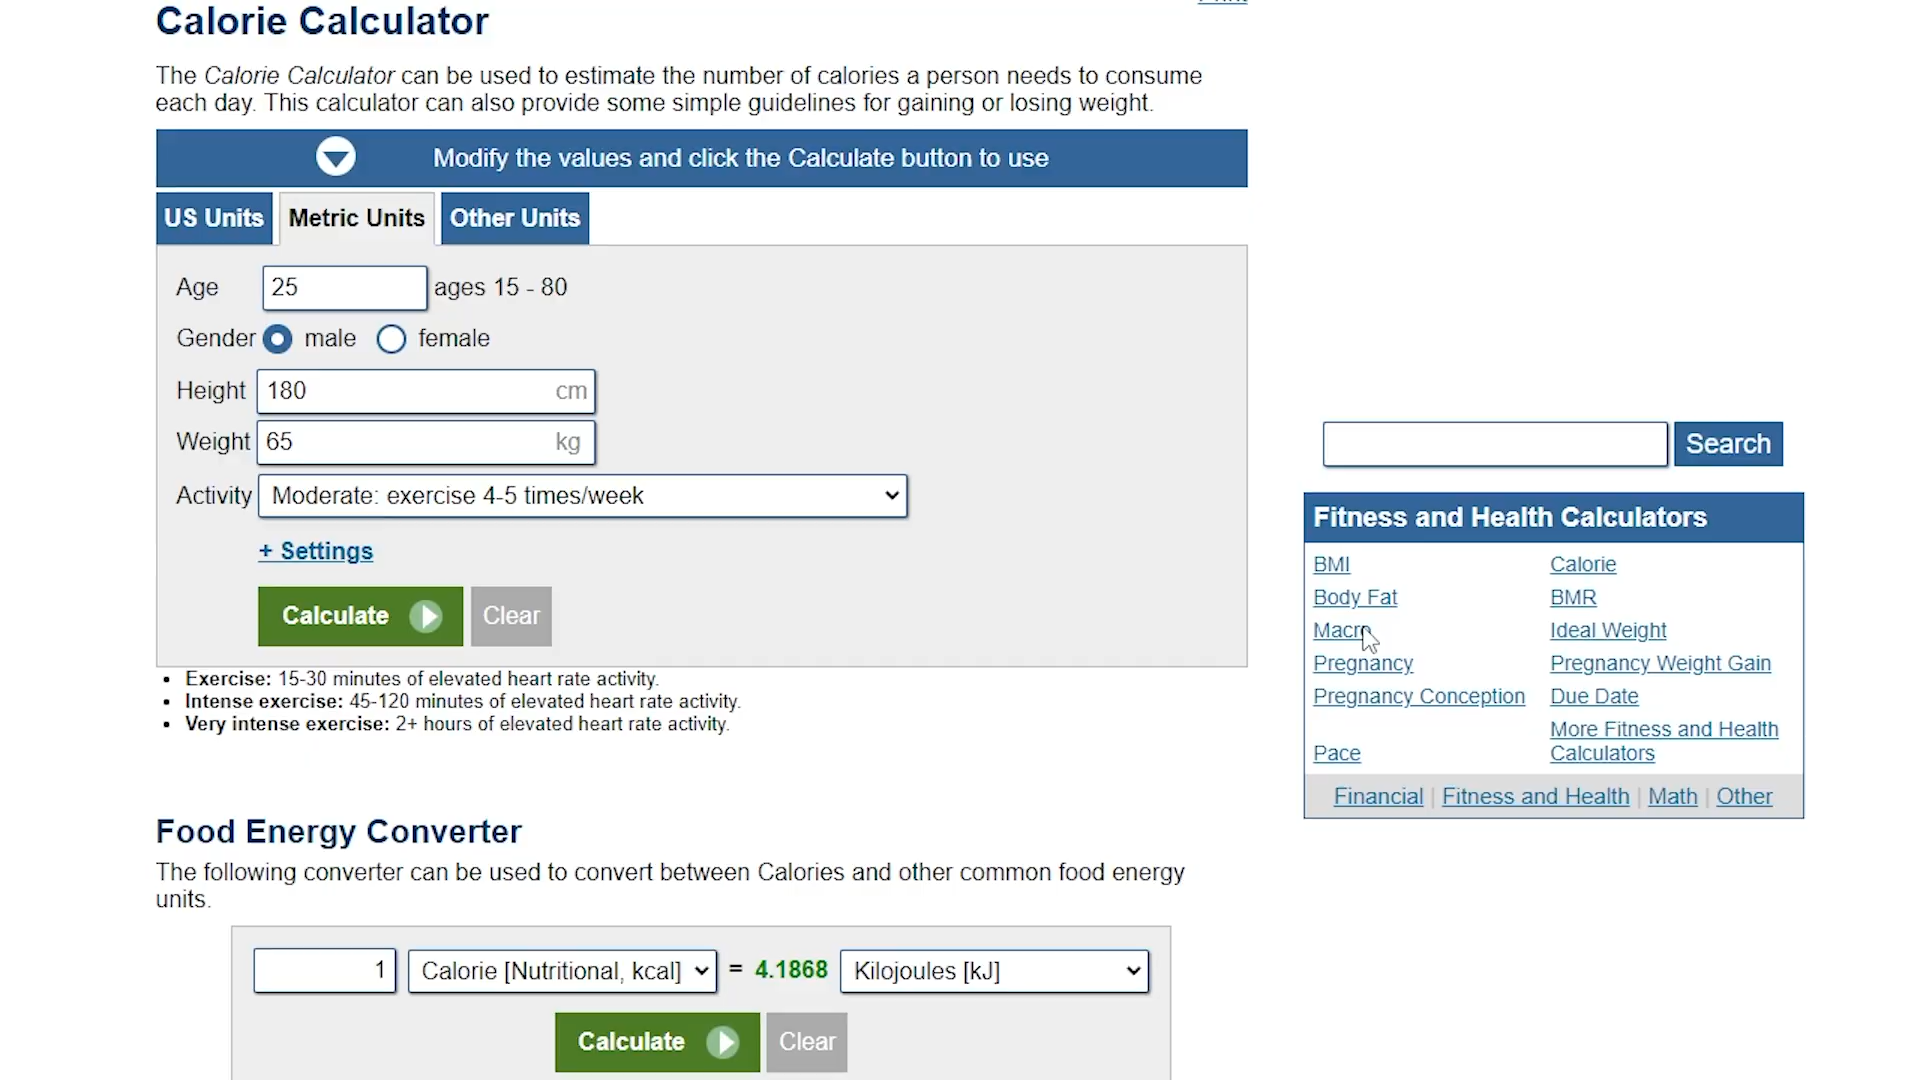 Calorie Calculator
The Calorie Calculator can be used to estimate the number of calories a person needs to consume
each day. This calculator can also provide some simple guidelines for gaining or losing weight.
Modify the values and click the Calculate button to use
US Units Metric Units Other Units
Age 25 ages 15 - 80
Gender male female
Height 180 cm
Weight 65 kg
Activity Moderate: exercise 4-5 times/week
+ Settings
Calculate Clear
Exercise: 15-30 minutes of elevated heart rate activity.
Intense exercise: 45-120 minutes of elevated heart rate activity.
Very intense exercise: 2+ hours of elevated heart rate activity.
Food Energy Converter
The following converter can be used to convert between Calories and other common food energy
units.
1 Calorie [Nutritional, kcal] = 4.1868 Kilojoules [kJ]
Calculate Clear
Search
Fitness and Health Calculators
BMI Calorie
Body Fat BMR
Macro Ideal Weight
Pregnancy Pregnancy Weight Gain
Pregnancy Conception Due Date
More Fitness and Health
Pace Calculators
Financial | Fitness and Health | Math | Other